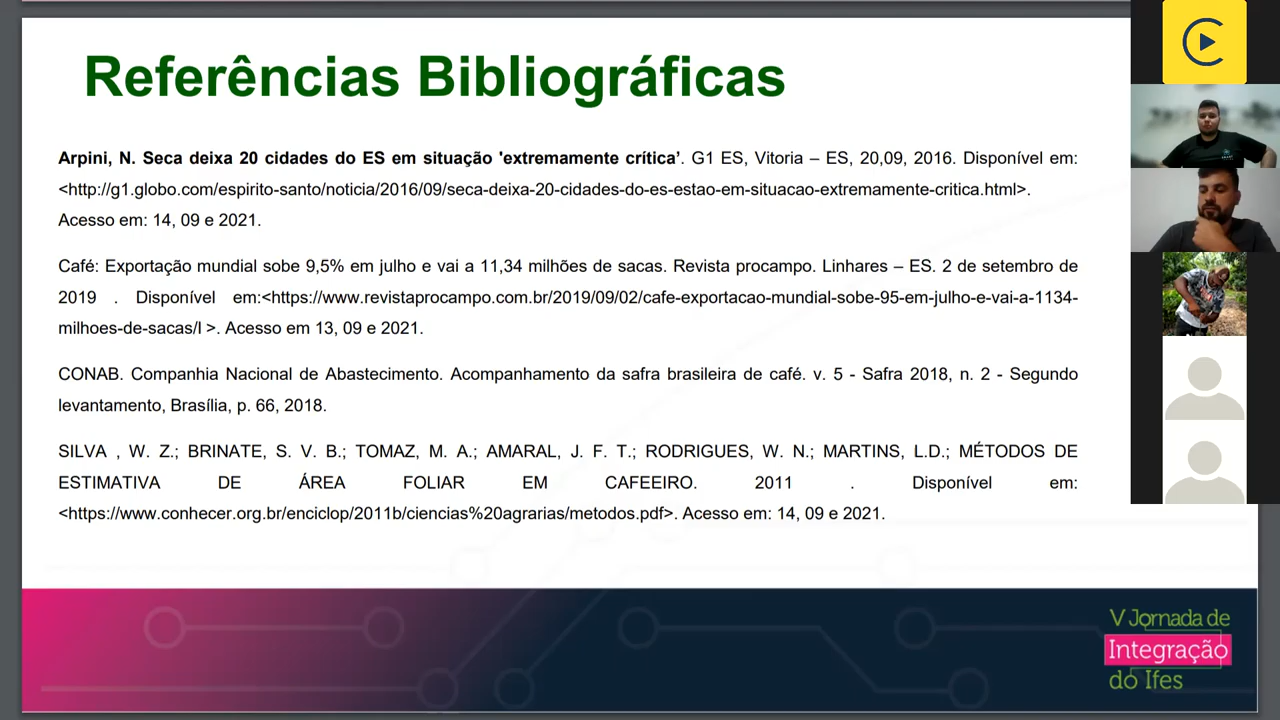 Referências Bibliográficas
Arpini, N. Seca deixa 20 cidades do ES em situação 'extremamente crítica’. G1 ES, Vitoria – ES, 20,09, 2016. Disponível em:
<http://g1.globo.com/espirito-santo/noticia/2016/09/seca-deixa-20-cidades-do-es-estao-em-situacao-extremamente-critica.html>.
Acesso em: 14, 09 e 2021.
Café: Exportação mundial sobe 9,5% em julho e vai a 11,34 milhões de sacas. Revista procampo. Linhares – ES. 2 de setembro de
2019 . Disponível em:<https://www.revistaprocampo.com.br/2019/09/02/cafe-exportacao-mundial-sobe-95-em-julho-e-vai-a-1134-
milhoes-de-sacas/l >. Acesso em 13, 09 e 2021.
CONAB. Companhia Nacional de Abastecimento. Acompanhamento da safra brasileira de café. v. 5 - Safra 2018, n. 2 - Segundo
levantamento, Brasília, p. 66, 2018.
SILVA , W. Z.; BRINATE, S. V. B.; TOMAZ, M. A.; AMARAL, J. F. T.; RODRIGUES, W. N.; MARTINS, L.D.; MÉTODOS DE
ESTIMATIVA DE ÁREA FOLIAR EM CAFEEIRO. 2011 . Disponível em:
<https://www.conhecer.org.br/enciclop/2011b/ciencias%20agrarias/metodos.pdf>. Acesso em: 14, 09 e 2021.
V Jornada de
Integração
do Ifes